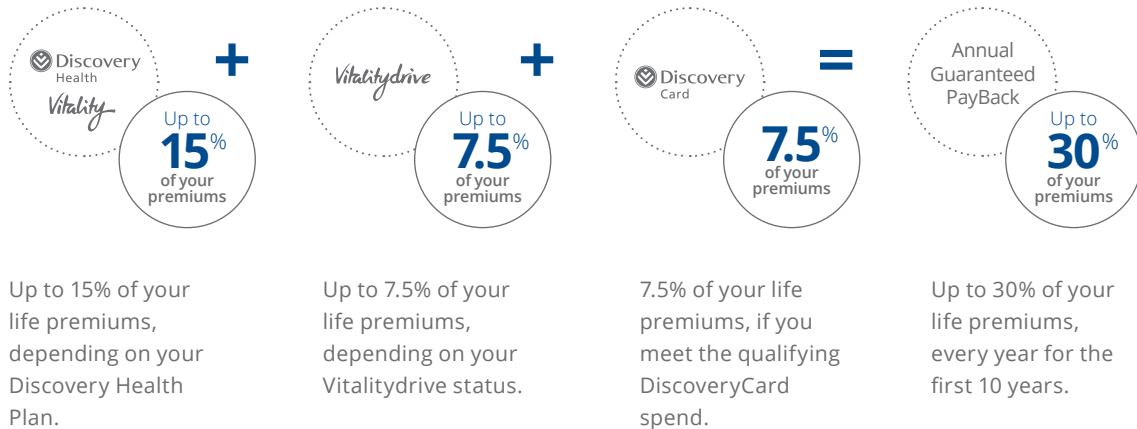 Discovery
Health
Vitality
+
Up to
15%
of your
premiums
Vitalitydrive
+
Up to
7.5%
of your
premiums
Discovery
Card
=
7.5%
of your
premiums
Annual
Guaranteed
PayBack
Up to
30%
of your
premiums
Up to 15% of your
life premiums,
depending on your
Discovery Health
Plan.
Up to 7.5% of your
life premiums,
depending on your
Vitalitydrive status.
7.5% of your life
premiums, if you
meet the qualifying
DiscoveryCard
spend.
Up to 30% of your
life premiums,
every year for the
first 10 years.